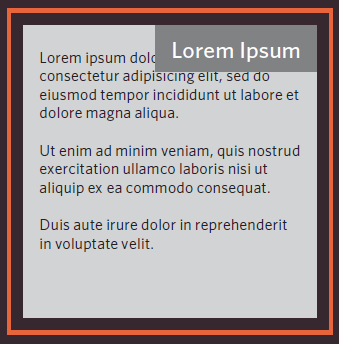 Lorem Ipsum
Lorem ipsum
consectetur adipisicing elit, sed do
eiusmod tempor incididunt ut labore et
dolore magna aliqua.
Ut enim ad minim veniam, quis nostrud
exercitation ullamco laboris nisi ut
aliquip ex ea commodo consequat.
Duis aute irure dolor in reprehenderit
in voluptate velit.